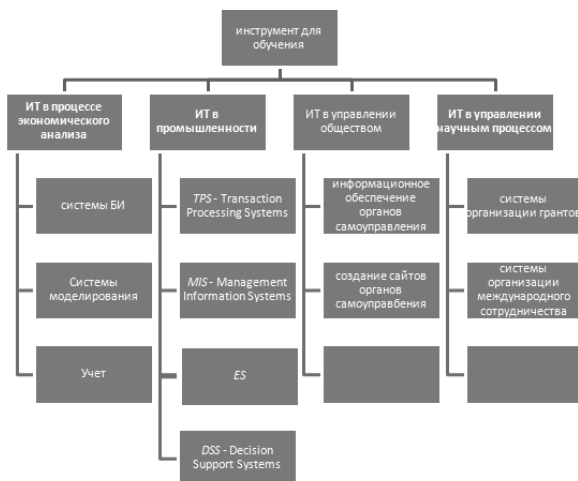 инструмент для
обучения
ИТ в процессе
экономического
анализа
ИТ в
промышленности
ИТ в управлении
обществом
ИТ в управлении
научным процессом
системы БИ
TPS - Transaction
Processing Systems
информационное
обеспечение
органов
самоуправления
системы
организации грантов
Системы
моделирования
MIS - Management
Information Systems
создание сайтов
органов
самоуправбения
системы
организации
международного
сотрудничества
Учет
ES
DSS - Decision
Support Systems